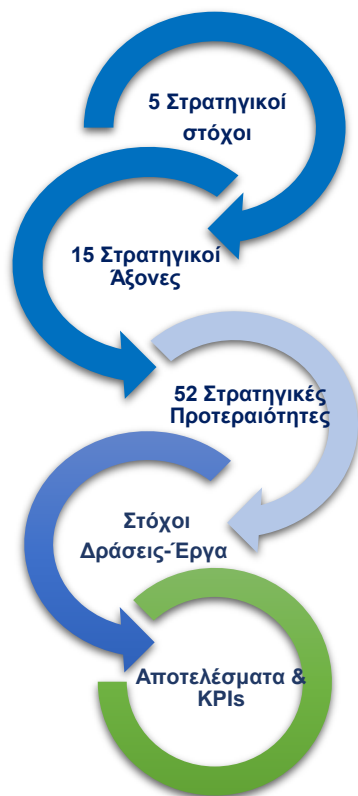 5 Στρατηγικοί
στόχοι
15 Στρατηγικοί
Άξονες
52 Στρατηγικές
Προτεραιότητες
Στόχοι
Δράσεις-Έργα
Αποτελέσματα &
KPIs